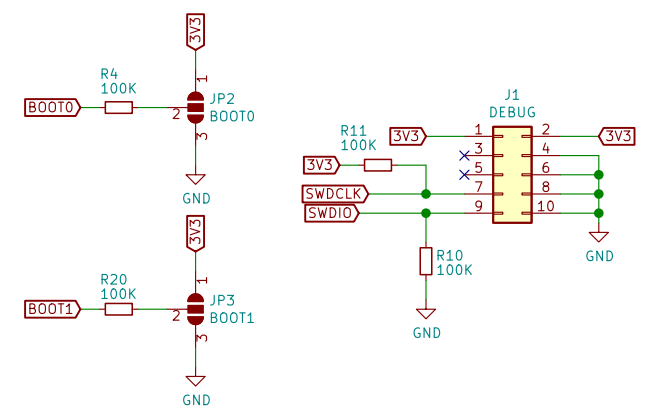 3V3
R4
100K
1
BOOT0
2
JP2
BOOT0
3
GND
3V3
R20
100K
1
BOOT1
2
JP3
BOOT1
3
GND
J1
DEBUG
R11
100K
3V3
1
2
3V3
3
4
3V3
5
6
SWDCLK
7
8
SWDIO
9
10
R10
100K
GND
GND